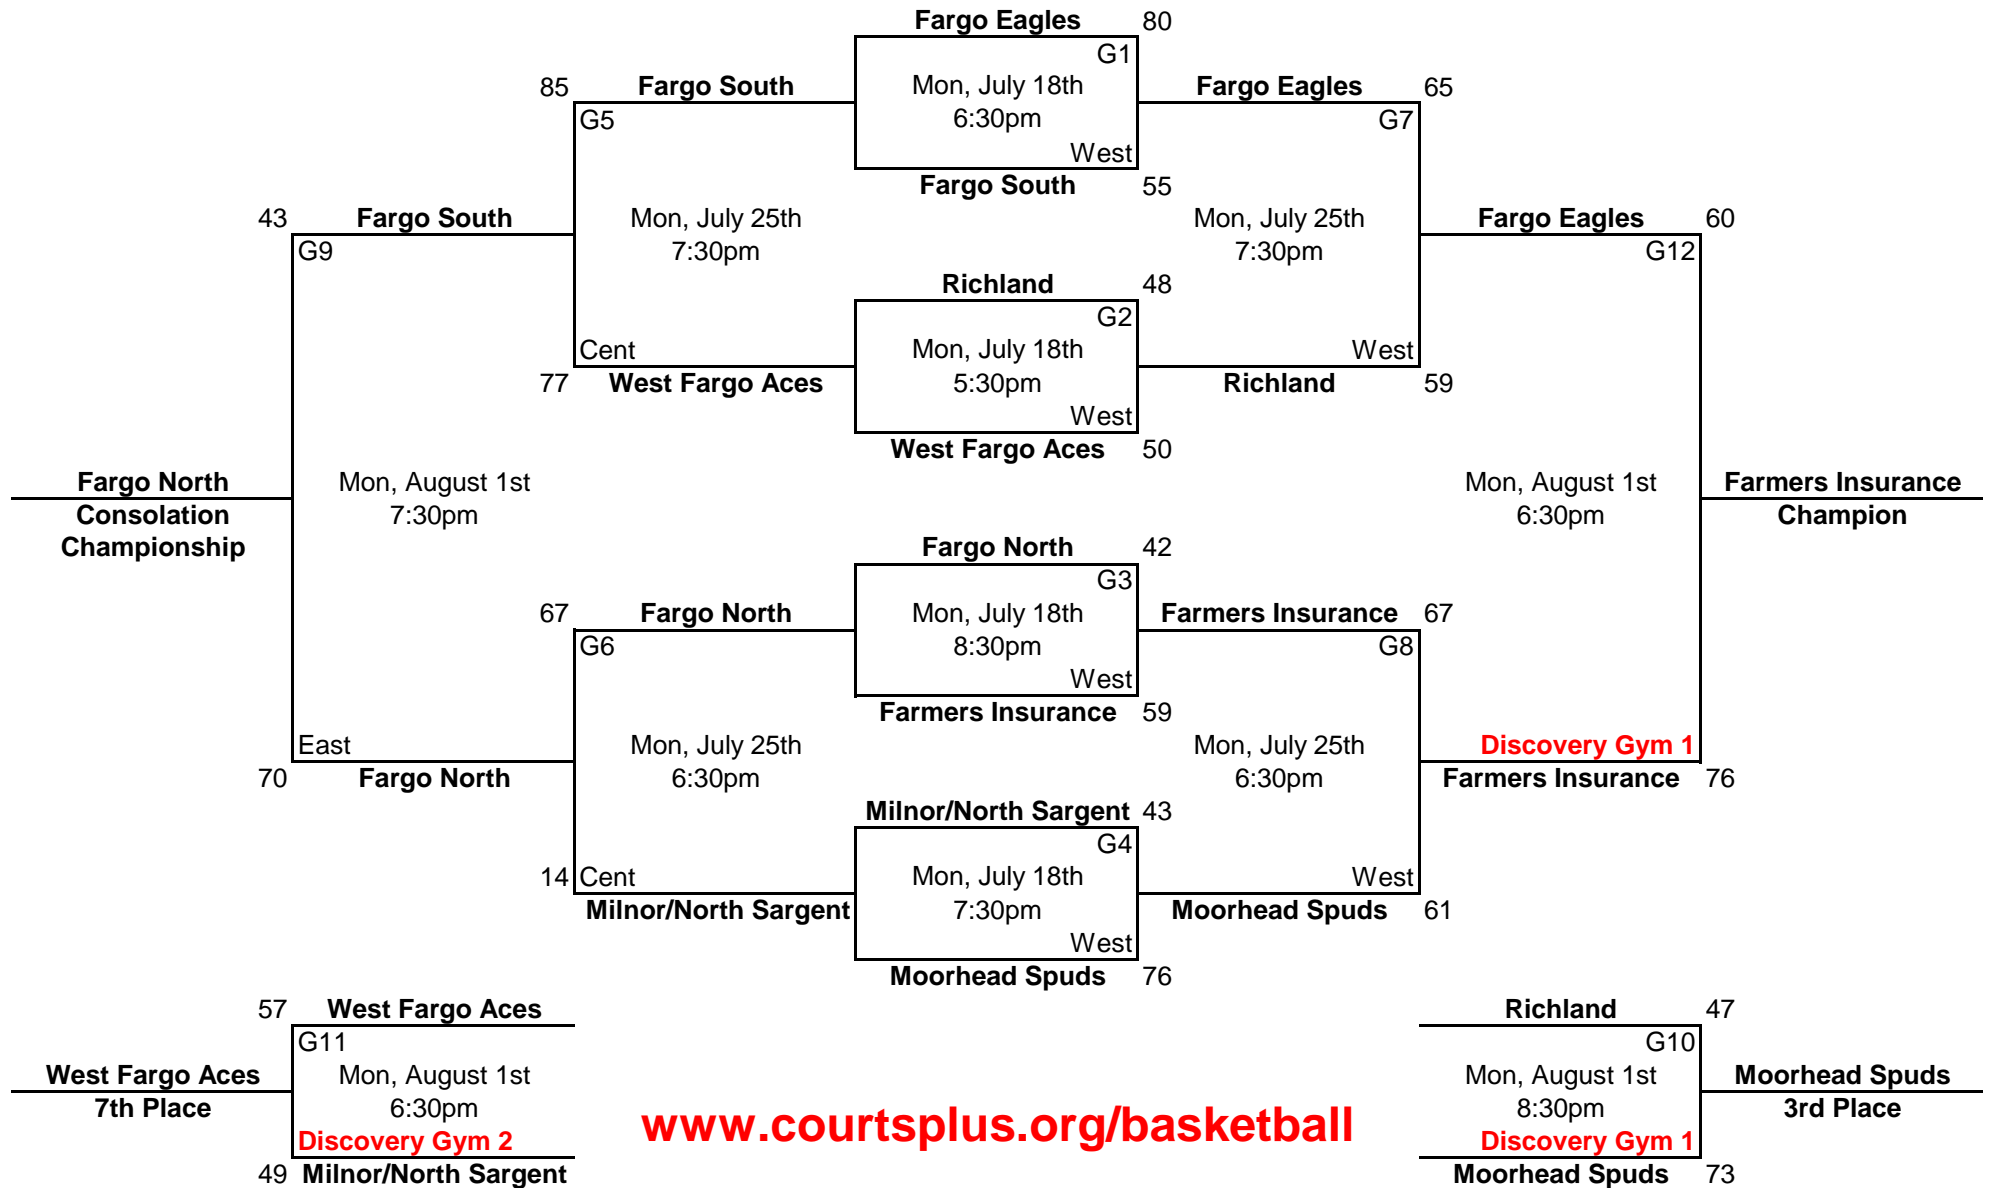 Fargo Eagles 80
G1
85 Fargo South Mon, July 18th Fargo Eagles 65
G5 6:30pm G7
West
Fargo South 55
43 Fargo South Mon, July 25th Mon, July 25th Fargo Eagles 60
G9 7:30pm 7:30pm G12
Richland 48
G2
Cent Mon, July 18th West
77 West Fargo Aces 5:30pm Richland 59
West
West Fargo Aces 50
Fargo North Mon, August 1st Mon, August 1st Farmers Insurance
Consolation 7:30pm 6:30pm Champion
Championship Fargo North 42
G3
67 Fargo North Mon, July 18th Farmers Insurance 67
G6 8:30pm G8
West
Farmers Insurance 59
East Mon, July 25th Mon, July 25th Discovery Gym 1
70 Fargo North 6:30pm 6:30pm Farmers Insurance 76
Milnor/North Sargent 43
G4
14 Cent Mon, July 18th West
Milnor/North Sargent 7:30pm Moorhead Spuds 61
West
Moorhead Spuds 76
57 West Fargo Aces Richland 47
G11 G10
West Fargo Aces Mon, August 1st Mon, August 1st Moorhead Spuds
7th Place 6:30pm 8:30pm 3rd Place
www.courtsplus.org/basketball
Discovery Gym 2 Discovery Gym 1
49 Milnor/North Sargent Moorhead Spuds 73